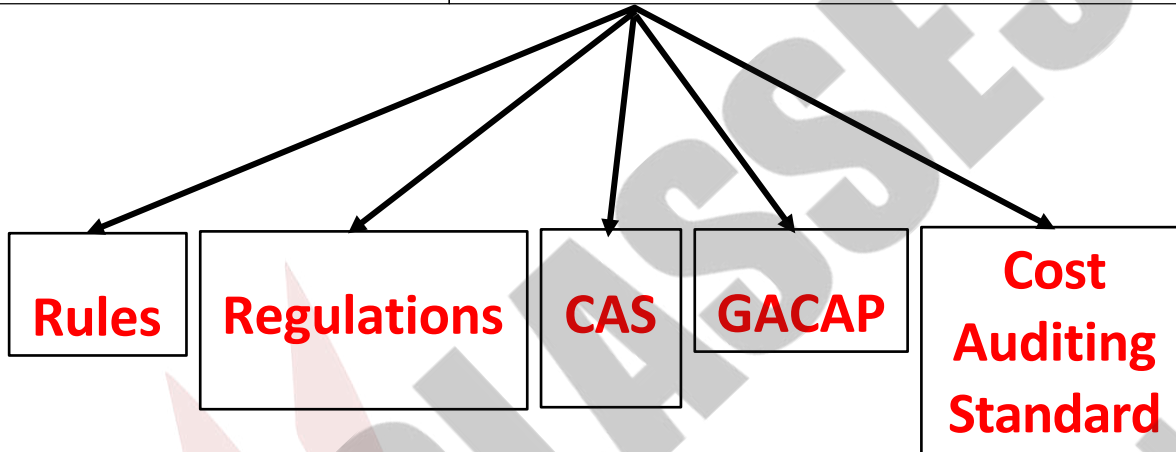 Rules
Regulations
CAS
GACAP
Cost
Auditing
Standard